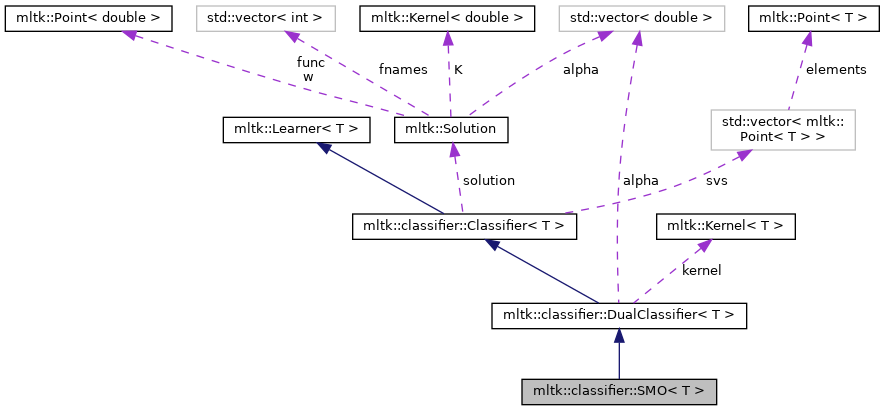 mltk::Point< double >
std::vector< int >
mltk::Kernel< double >
std::vector< double >
mltk::Point< T >
func
w
fnames
K
alpha
elements
mltk::Learner< T >
mltk::Solution
std::vector< mltk::
Point< T > >
solution
alpha
svs
mltk::classifier::Classifier< T >
mltk::Kernel< T >
kernel
mltk::classifier::DualClassifier< T >
mltk::classifier::SMO< T >